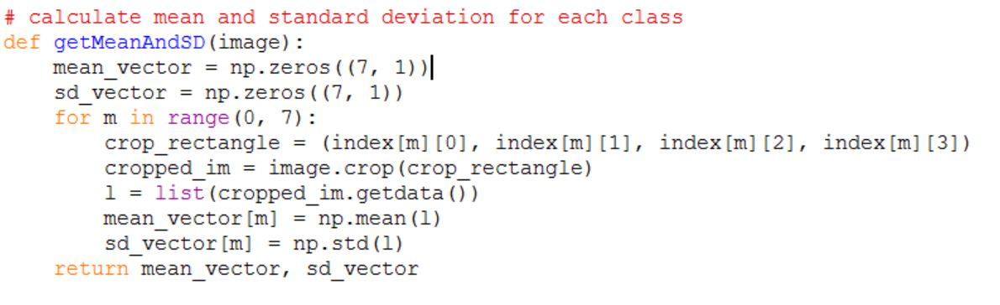 # calculate mean and standard deviation for each class
def getMeanAndSD(image):
    mean_vector = np.zeros((7, 1))
    sd_vector = np.zeros((7, 1))
    for m in range(0, 7):
        crop_rectangle = (index[m][0], index[m][1], index[m][2], index[m][3])
        cropped_im = image.crop(crop_rectangle)
        l = list(cropped_im.getdata())
        mean_vector[m] = np.mean(l)
        sd_vector[m] = np.std(l)
    return mean_vector, sd_vector